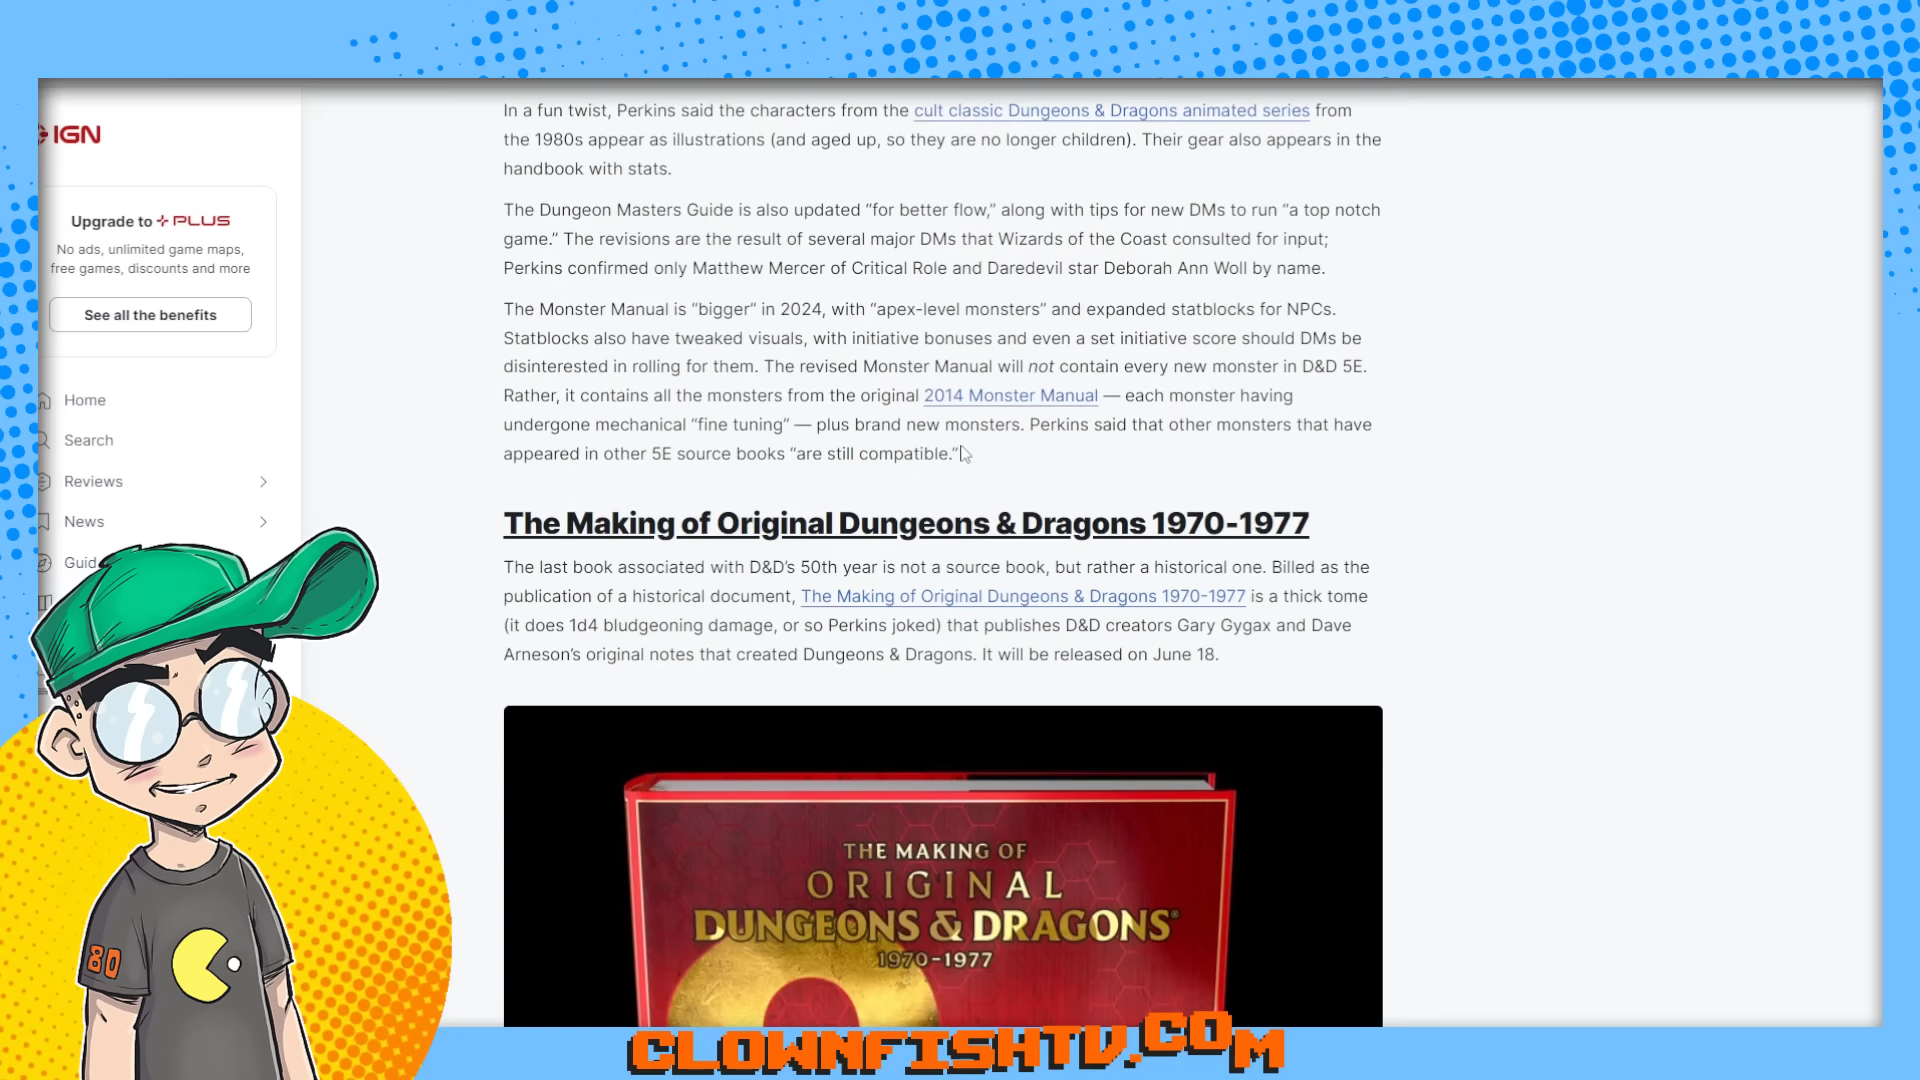 IGN
Upgrade to PLUS
No ads, unlimited game maps,
free games, discounts and more
See all the benefits
Home
Search
Reviews
News
Guid
In a fun twist, Perkins said the characters from the cult classic Dungeons & Dragons animated series from
the 1980s appear as illustrations (and aged up, so they are no longer children). Their gear also appears in the
handbook with stats.
The Dungeon Masters Guide is also updated “for better flow,” along with tips for new DMs to run “a top notch
game.” The revisions are the result of several major DMs that Wizards of the Coast consulted for input;
Perkins confirmed only Matthew Mercer of Critical Role and Daredevil star Deborah Ann Woll by name.
The Monster Manual is “bigger” in 2024, with “apex-level monsters” and expanded statblocks for NPCs.
Statblocks also have tweaked visuals, with initiative bonuses and even a set initiative score should DMs be
disinterested in rolling for them. The revised Monster Manual will not contain every new monster in D&D 5E.
Rather, it contains all the monsters from the original 2014 Monster Manual — each monster having
undergone mechanical “fine tuning” — plus brand new monsters. Perkins said that other monsters that have
appeared in other 5E source books “are still compatible.”
The Making of Original Dungeons & Dragons 1970-1977
The last book associated with D&D’s 50th year is not a source book, but rather a historical one. Billed as the
publication of a historical document, The Making of Original Dungeons & Dragons 1970-1977 is a thick tome
(it does 1d4 bludgeoning damage, or so Perkins joked) that publishes D&D creators Gary Gygax and Dave
Arneson’s original notes that created Dungeons & Dragons. It will be released on June 18.
THE MAKING OF
ORIGINAL
DUNGEONS & DRAGONS®
1970-1977
80
CLOWNFISHTV.COM